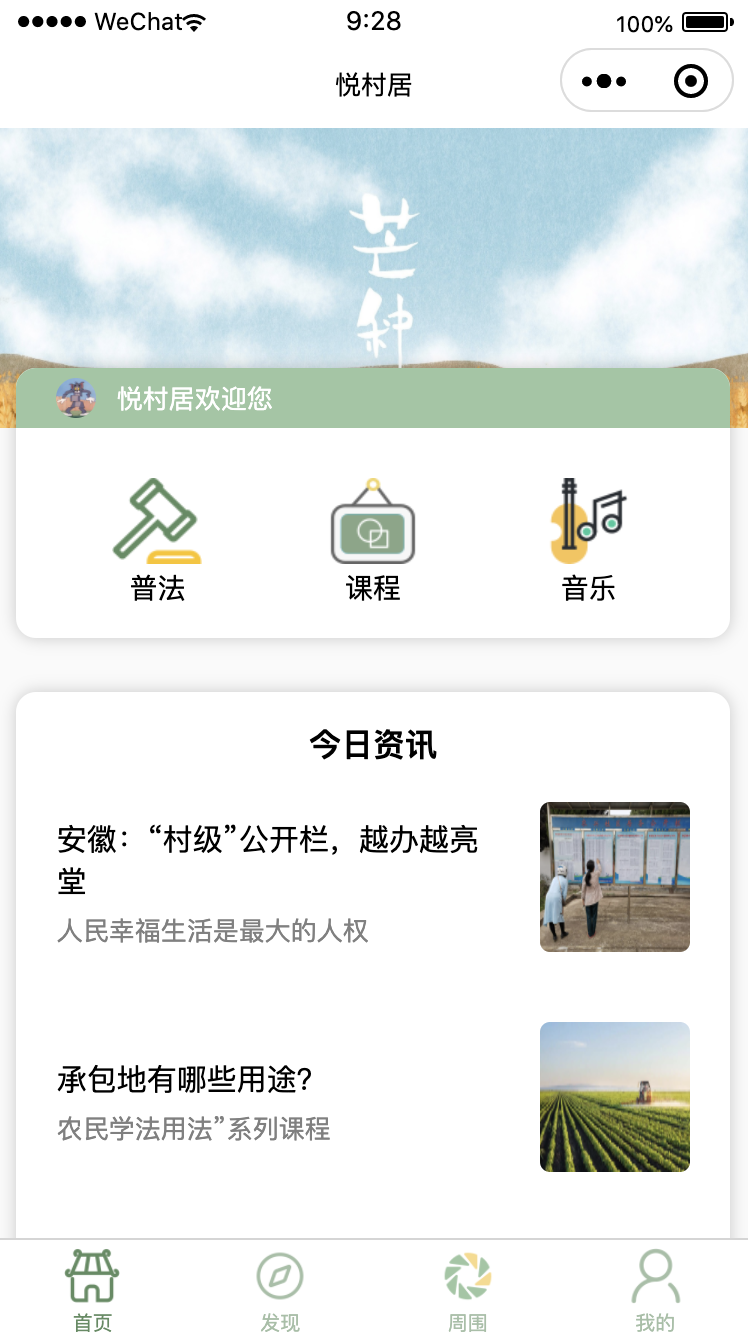 WeChat 9:28 100%
悦村居
芒
种
悦村居欢迎您
普法 课程 音乐
今日资讯
安徽：“村级”公开栏，越办越亮
堂
人民幸福生活是最大的人权
承包地有哪些用途?
农民学法用法”系列课程
首页 发现 周围 我的